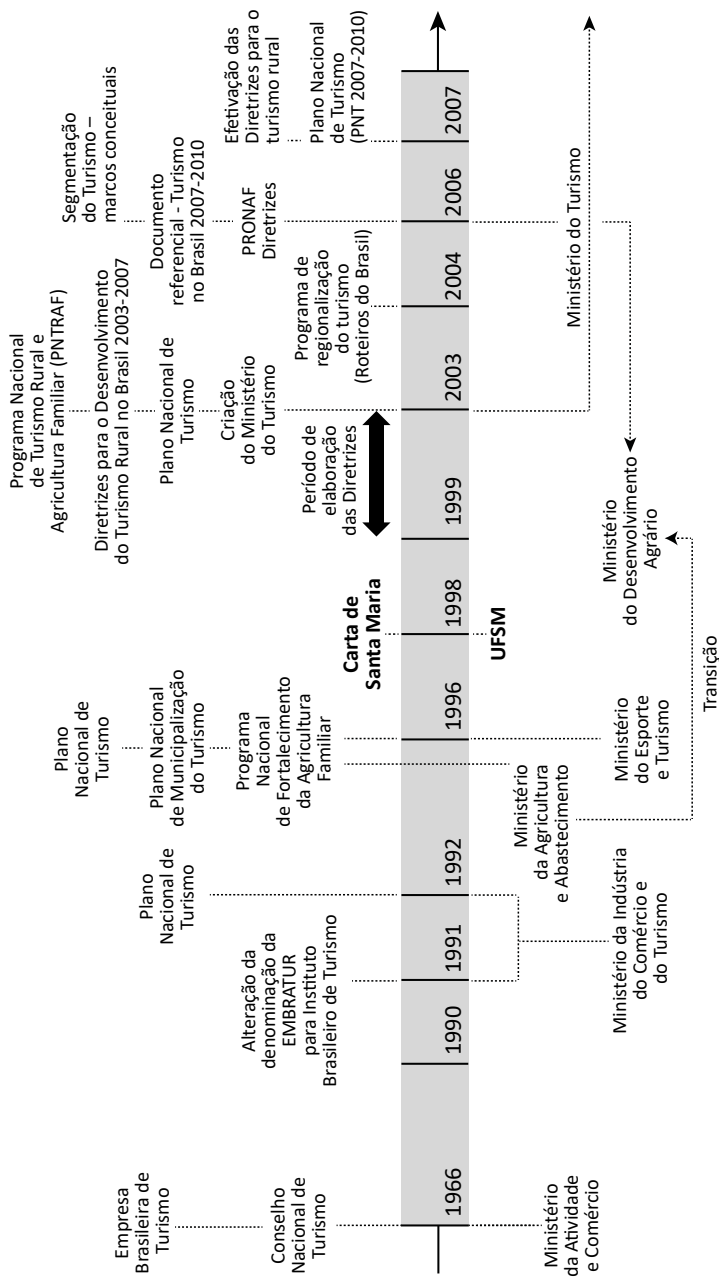 Empresa
Brasileira de
Turismo
Conselho
Nacional de
Turismo
Alteração da
denominação da
EMBRATUR
para Instituto
Brasileiro de Turismo
Plano
Nacional de
Turismo
Plano
Nacional de
Turismo
Plano Nacional
de Municipalização
do Turismo
Programa
Nacional
de Fortalecimento
da Agricultura
Familiar
Carta de
Santa Maria
Período de
elaboração
das Diretrizes
Programa Nacional
de Turismo Rural e
Agricultura Familiar (PNTRAF)
Diretrizes para o Desenvolvimento
do Turismo Rural no Brasil 2003-2007
Plano Nacional de
Turismo
Criação
do Ministério
do Turismo
Programa de
regionalização
do turismo
(Roteiros do Brasil)
Segmentação
do Turismo –
marcos conceituais
Documento
referencial - Turismo
no Brasil 2007-2010
PRONAF
Diretrizes
Efetivação das
Diretrizes para o
turismo rural
Plano Nacional
de Turismo
(PNT 2007-2010)
1966
1990
1991
1992
1996
1998
1999
2003
2004
2006
2007
Ministério
da Atividade
e Comércio
Ministério da Indústria
do Comércio e
do Turismo
Ministério
da Agricultura
e Abastecimento
Ministério
do Esporte
e Turismo
UFSM
Transição
Ministério
do Desenvolvimento
Agrário
Ministério do Turismo